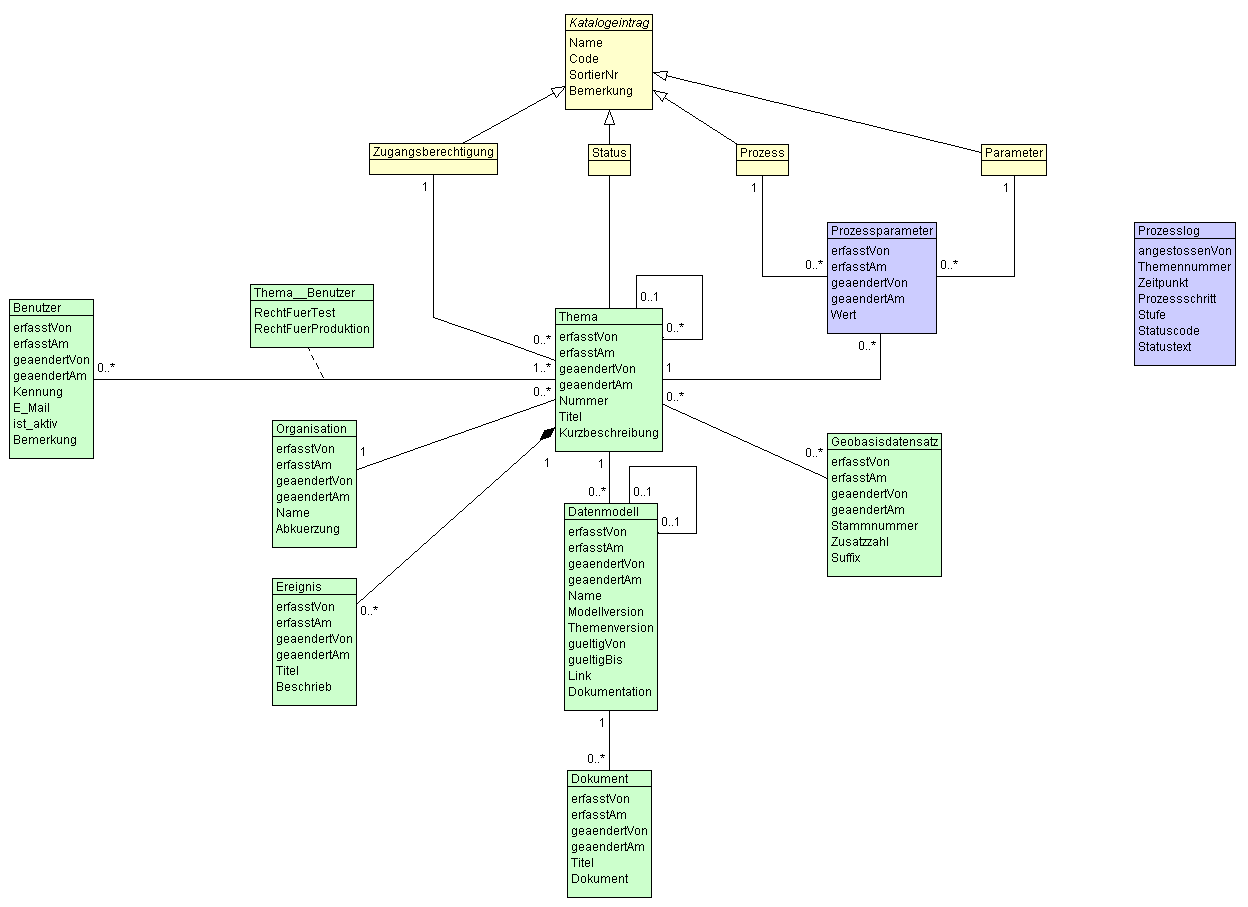 Katalogeintrag
Name
Code
SortierNr
Bemerkung
Zugangsberechtigung
1
Status
Prozess
1
Parameter
1
Prozessparameter
erfasstVon
erfasstAm
geaendertVon
geaendertAm
Wert
0..*
0..*
0..*
Prozesslog
angestossenVon
Themennummer
Zeitpunkt
Prozessschritt
Stufe
Statuscode
Statustext
Benutzer
erfasstVon
erfasstAm
geaendertVon
geaendertAm
Kennung
E_Mail
ist_aktiv
Bemerkung
0..*
Thema__Benutzer
RechtFuerTest
RechtFuerProduktion
Thema
erfasstVon
erfasstAm
geaendertVon
geaendertAm
Nummer
Titel
Kurzbeschreibung
0..1
0..*
0..*
1..*
0..*
1
0..*
1
1
Organisation
erfasstVon
erfasstAm
geaendertVon
geaendertAm
Name
Abkuerzung
1
Geobasisdatensatz
erfasstVon
erfasstAm
geaendertVon
geaendertAm
Stammnummer
Zusatzzahl
Suffix
0..*
Ereignis
erfasstVon
erfasstAm
geaendertVon
geaendertAm
Titel
Beschrieb
0..*
0..*
0..1
0..1
Datenmodell
erfasstVon
erfasstAm
geaendertVon
geaendertAm
Name
Modellversion
Themenversion
gueltigVon
gueltigBis
Link
Dokumentation
1
0..*
Dokument
erfasstVon
erfasstAm
geaendertVon
geaendertAm
Titel
Dokument